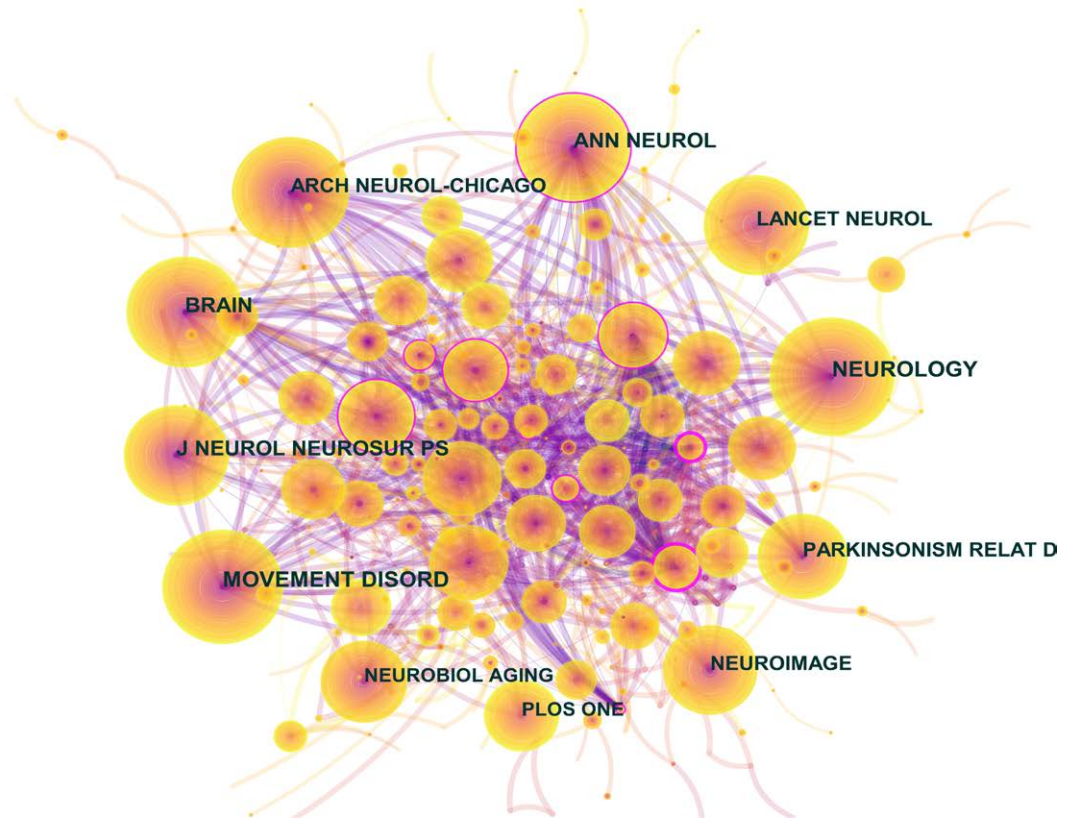 ANN NEUROL
ARCH NEUROL-CHICAGO
LANCET NEUROL
BRAIN
NEUROLOGY
J NEUROL NEUROSUR PS
PARKINSONISM RELAT D
MOVEMENT DISORD
NEUROIMAGE
NEUROBIOL AGING
PLOS ONE